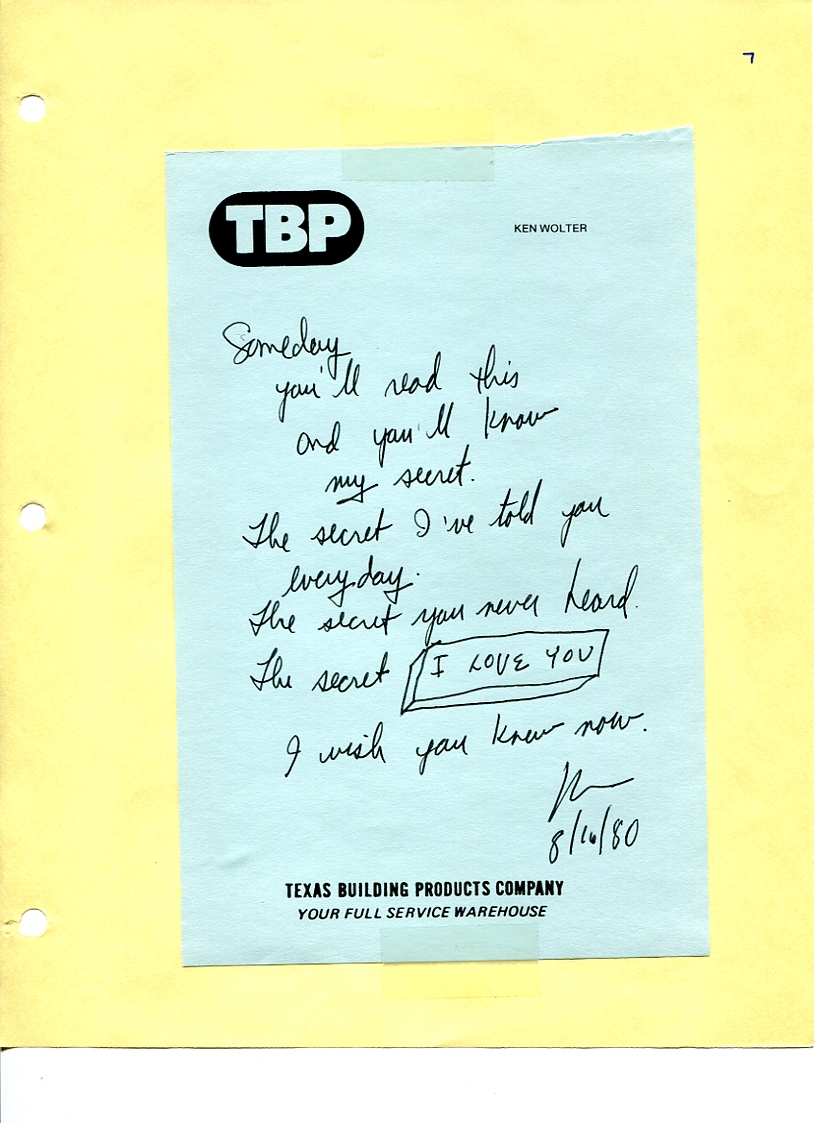 7
TBP
KEN WOLTER
Someday
you'll read this
and you'll know
my secret.
The secret I've told you
everyday.
The secret you never heard.
The secret I LOVE YOU
I wish you knew now.
8/16/80
TEXAS BUILDING PRODUCTS COMPANY
YOUR FULL SERVICE WAREHOUSE